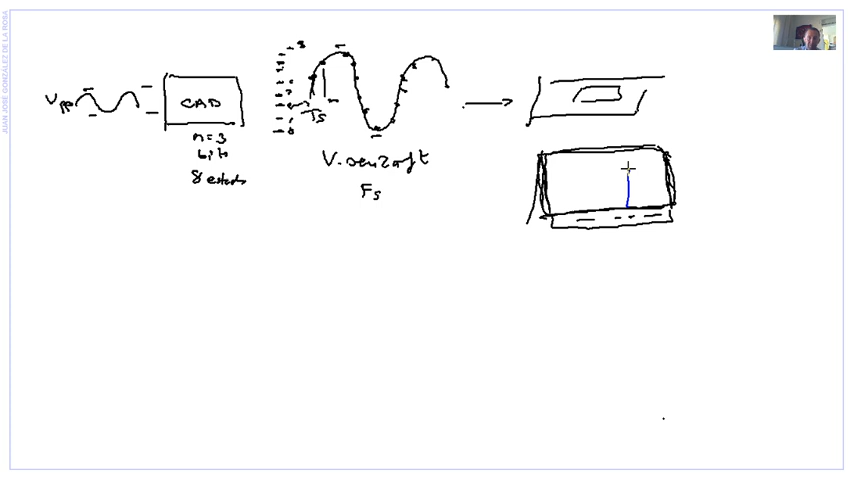 JUAN JOSÉ GONZÁLEZ DE LA ROSA
Vpp
CAD
n=3
bits
8 estados
Ts
V·sen2πft
Fs